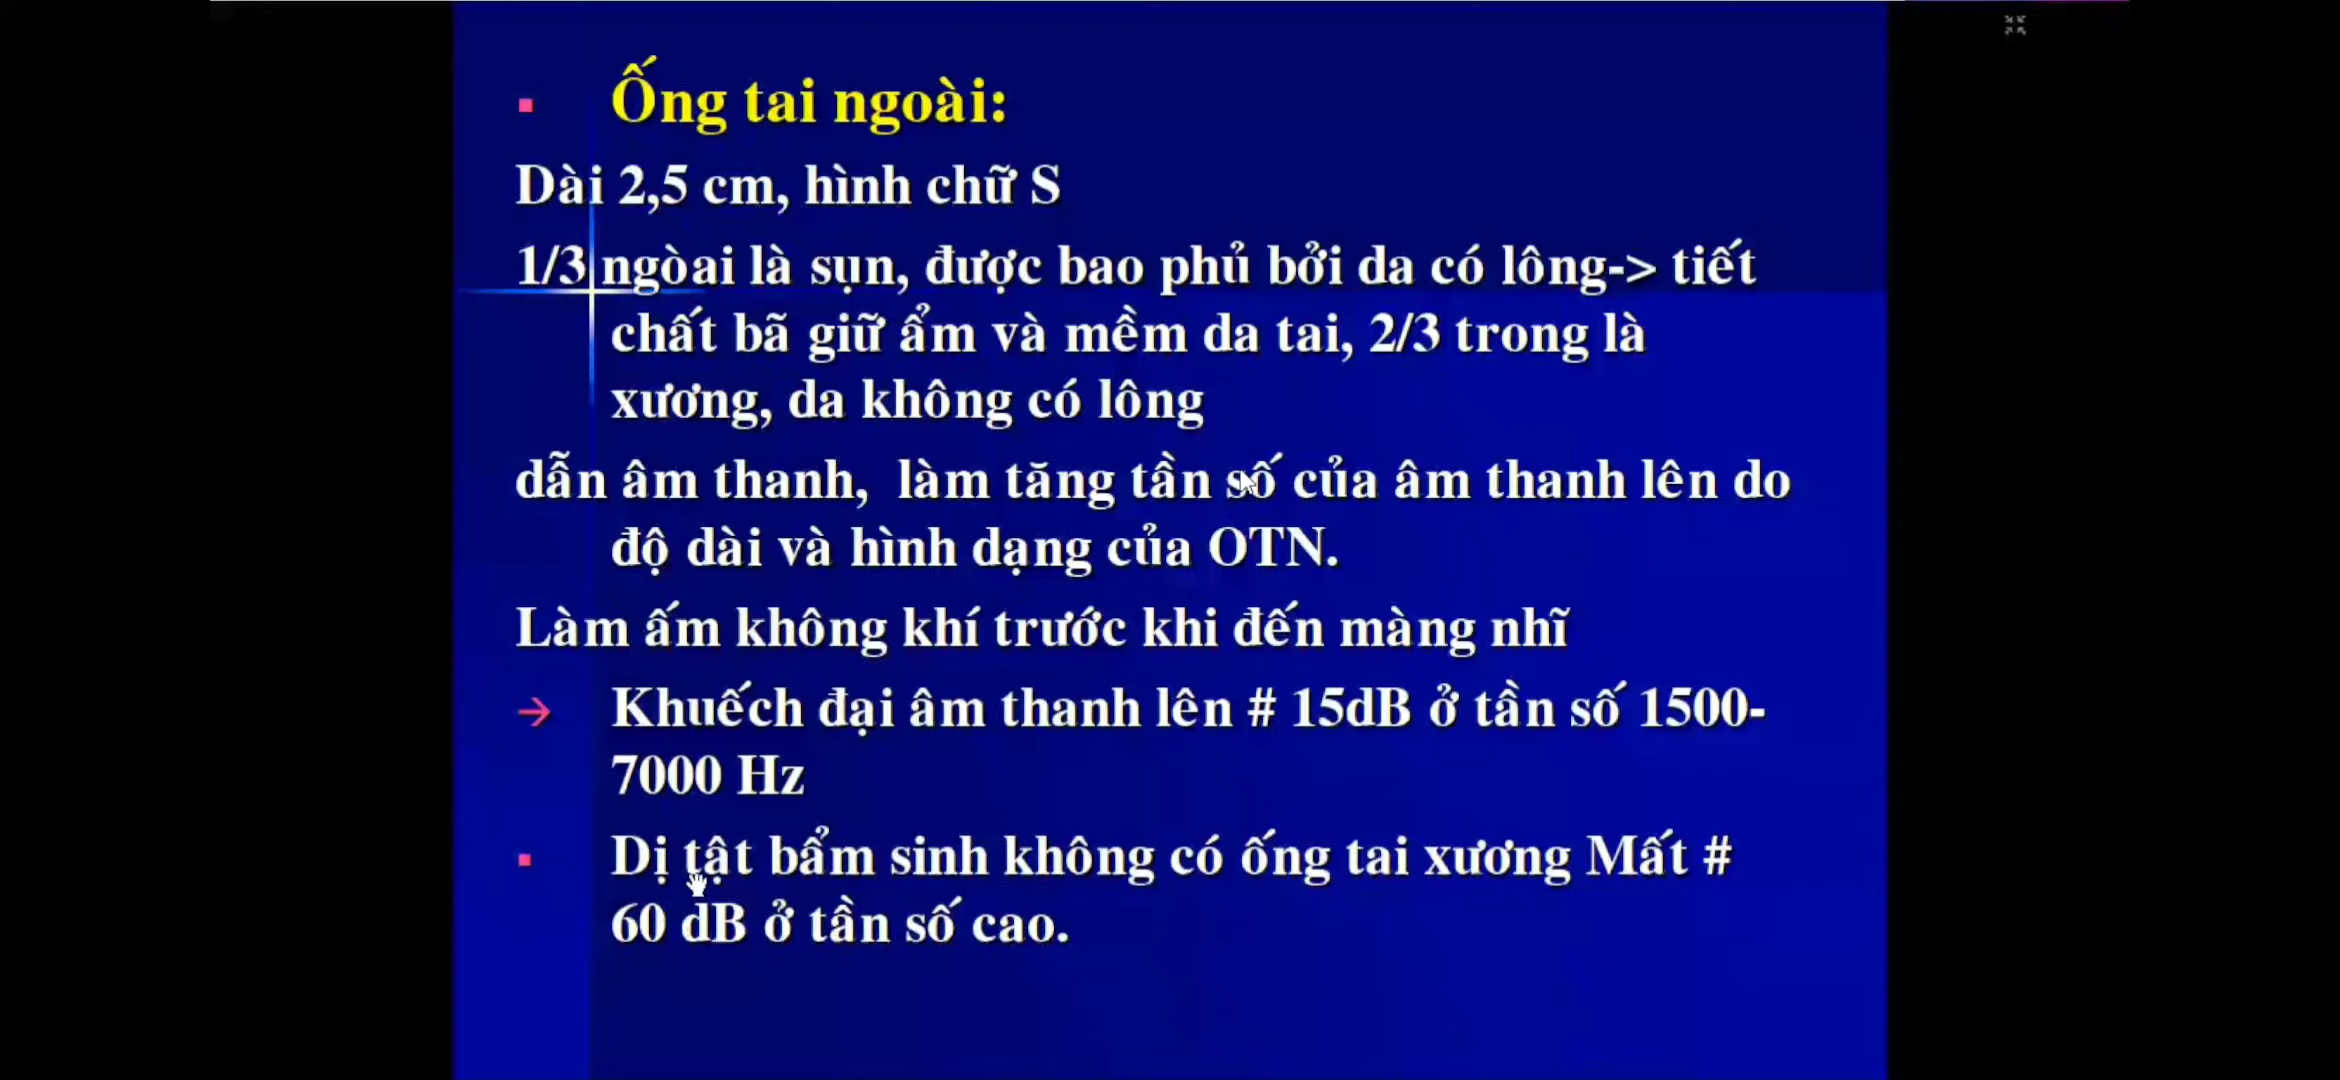 ▪ Ống tai ngoài:
Dài 2,5 cm, hình chữ S
1/3 ngòai là sụn, được bao phủ bởi da có lông-> tiết
chất bã giữ ẩm và mềm da tai, 2/3 trong là
xương, da không có lông
dẫn âm thanh, làm tăng tần số của âm thanh lên do
độ dài và hình dạng của OTN.
Làm ấm không khí trước khi đến màng nhĩ
→ Khuếch đại âm thanh lên # 15dB ở tần số 1500-
7000 Hz
▪ Dị tật bẩm sinh không có ống tai xương Mất #
60 dB ở tần số cao.